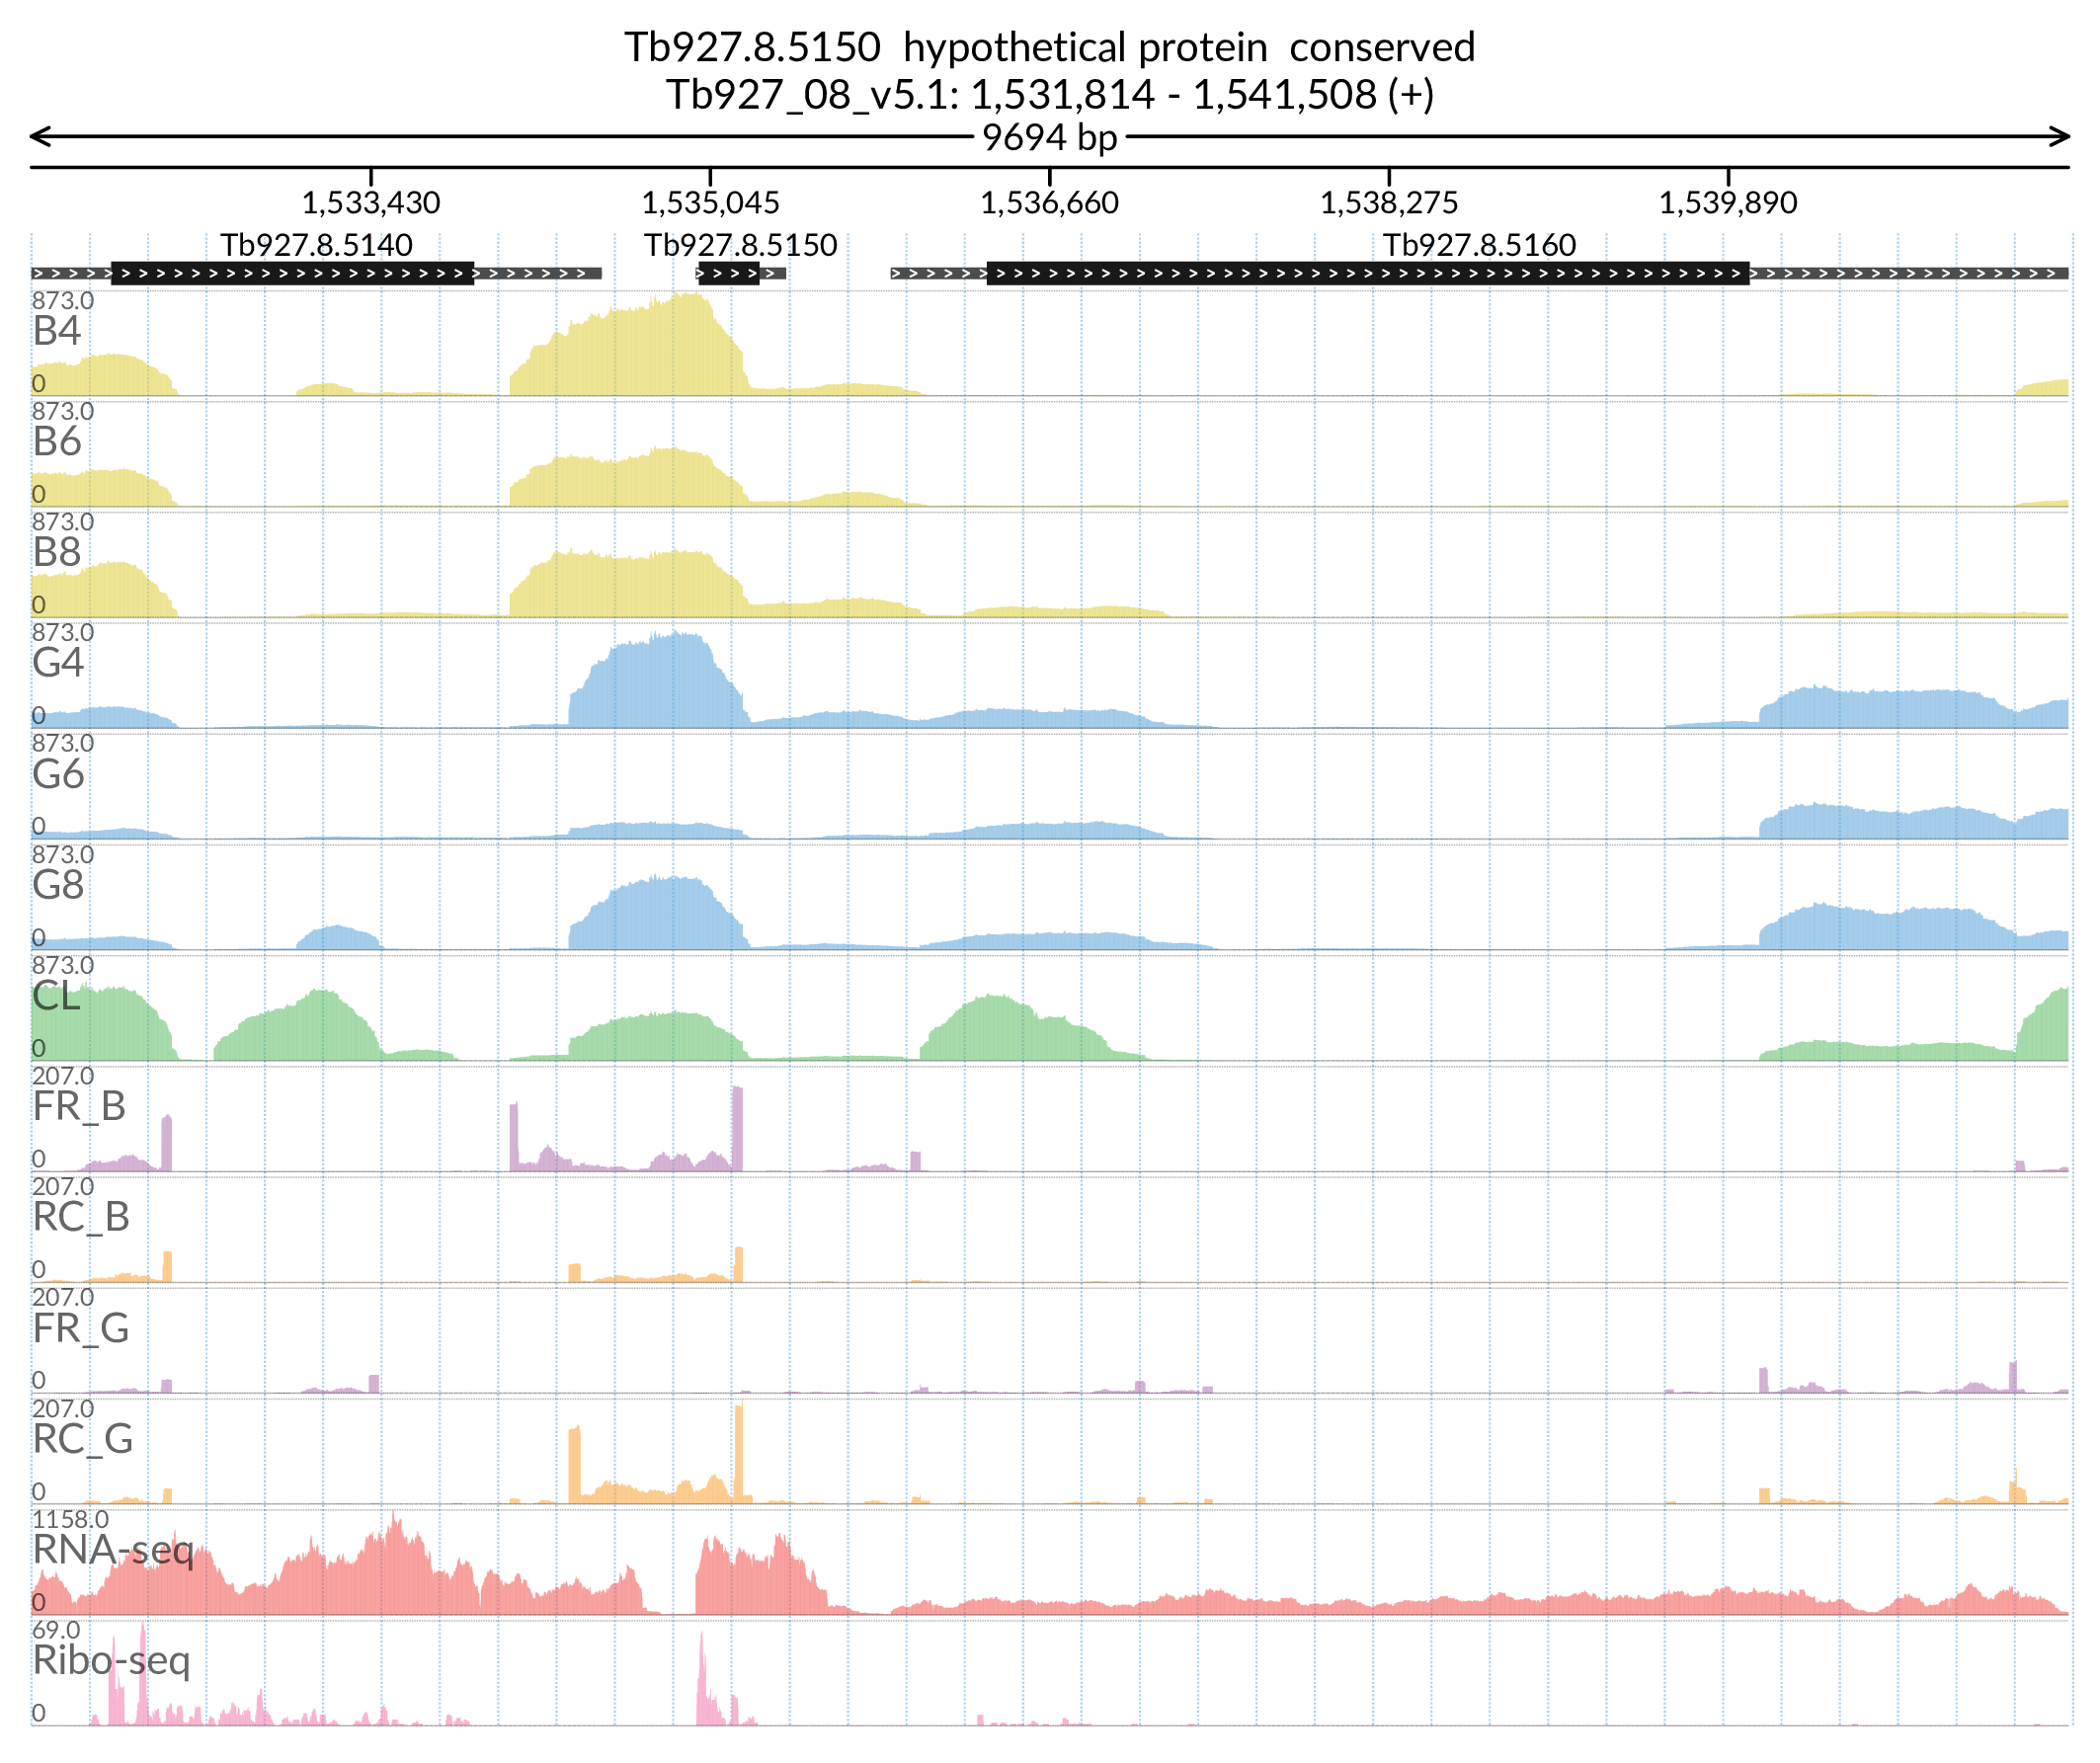 Tb927.8.5150  hypothetical protein  conserved
Tb927_08_v5.1: 1,531,814 - 1,541,508 (+)
9694 bp
1,533,430 1,535,045 1,536,660 1,538,275 1,539,890
Tb927.8.5140 Tb927.8.5150 Tb927.8.5160
873.0
B4
0
873.0
B6
0
873.0
B8
0
873.0
G4
0
873.0
G6
0
873.0
G8
0
873.0
CL
0
207.0
FR_B
0
207.0
RC_B
0
207.0
FR_G
0
207.0
RC_G
0
1158.0
RNA-seq
0
69.0
Ribo-seq
0